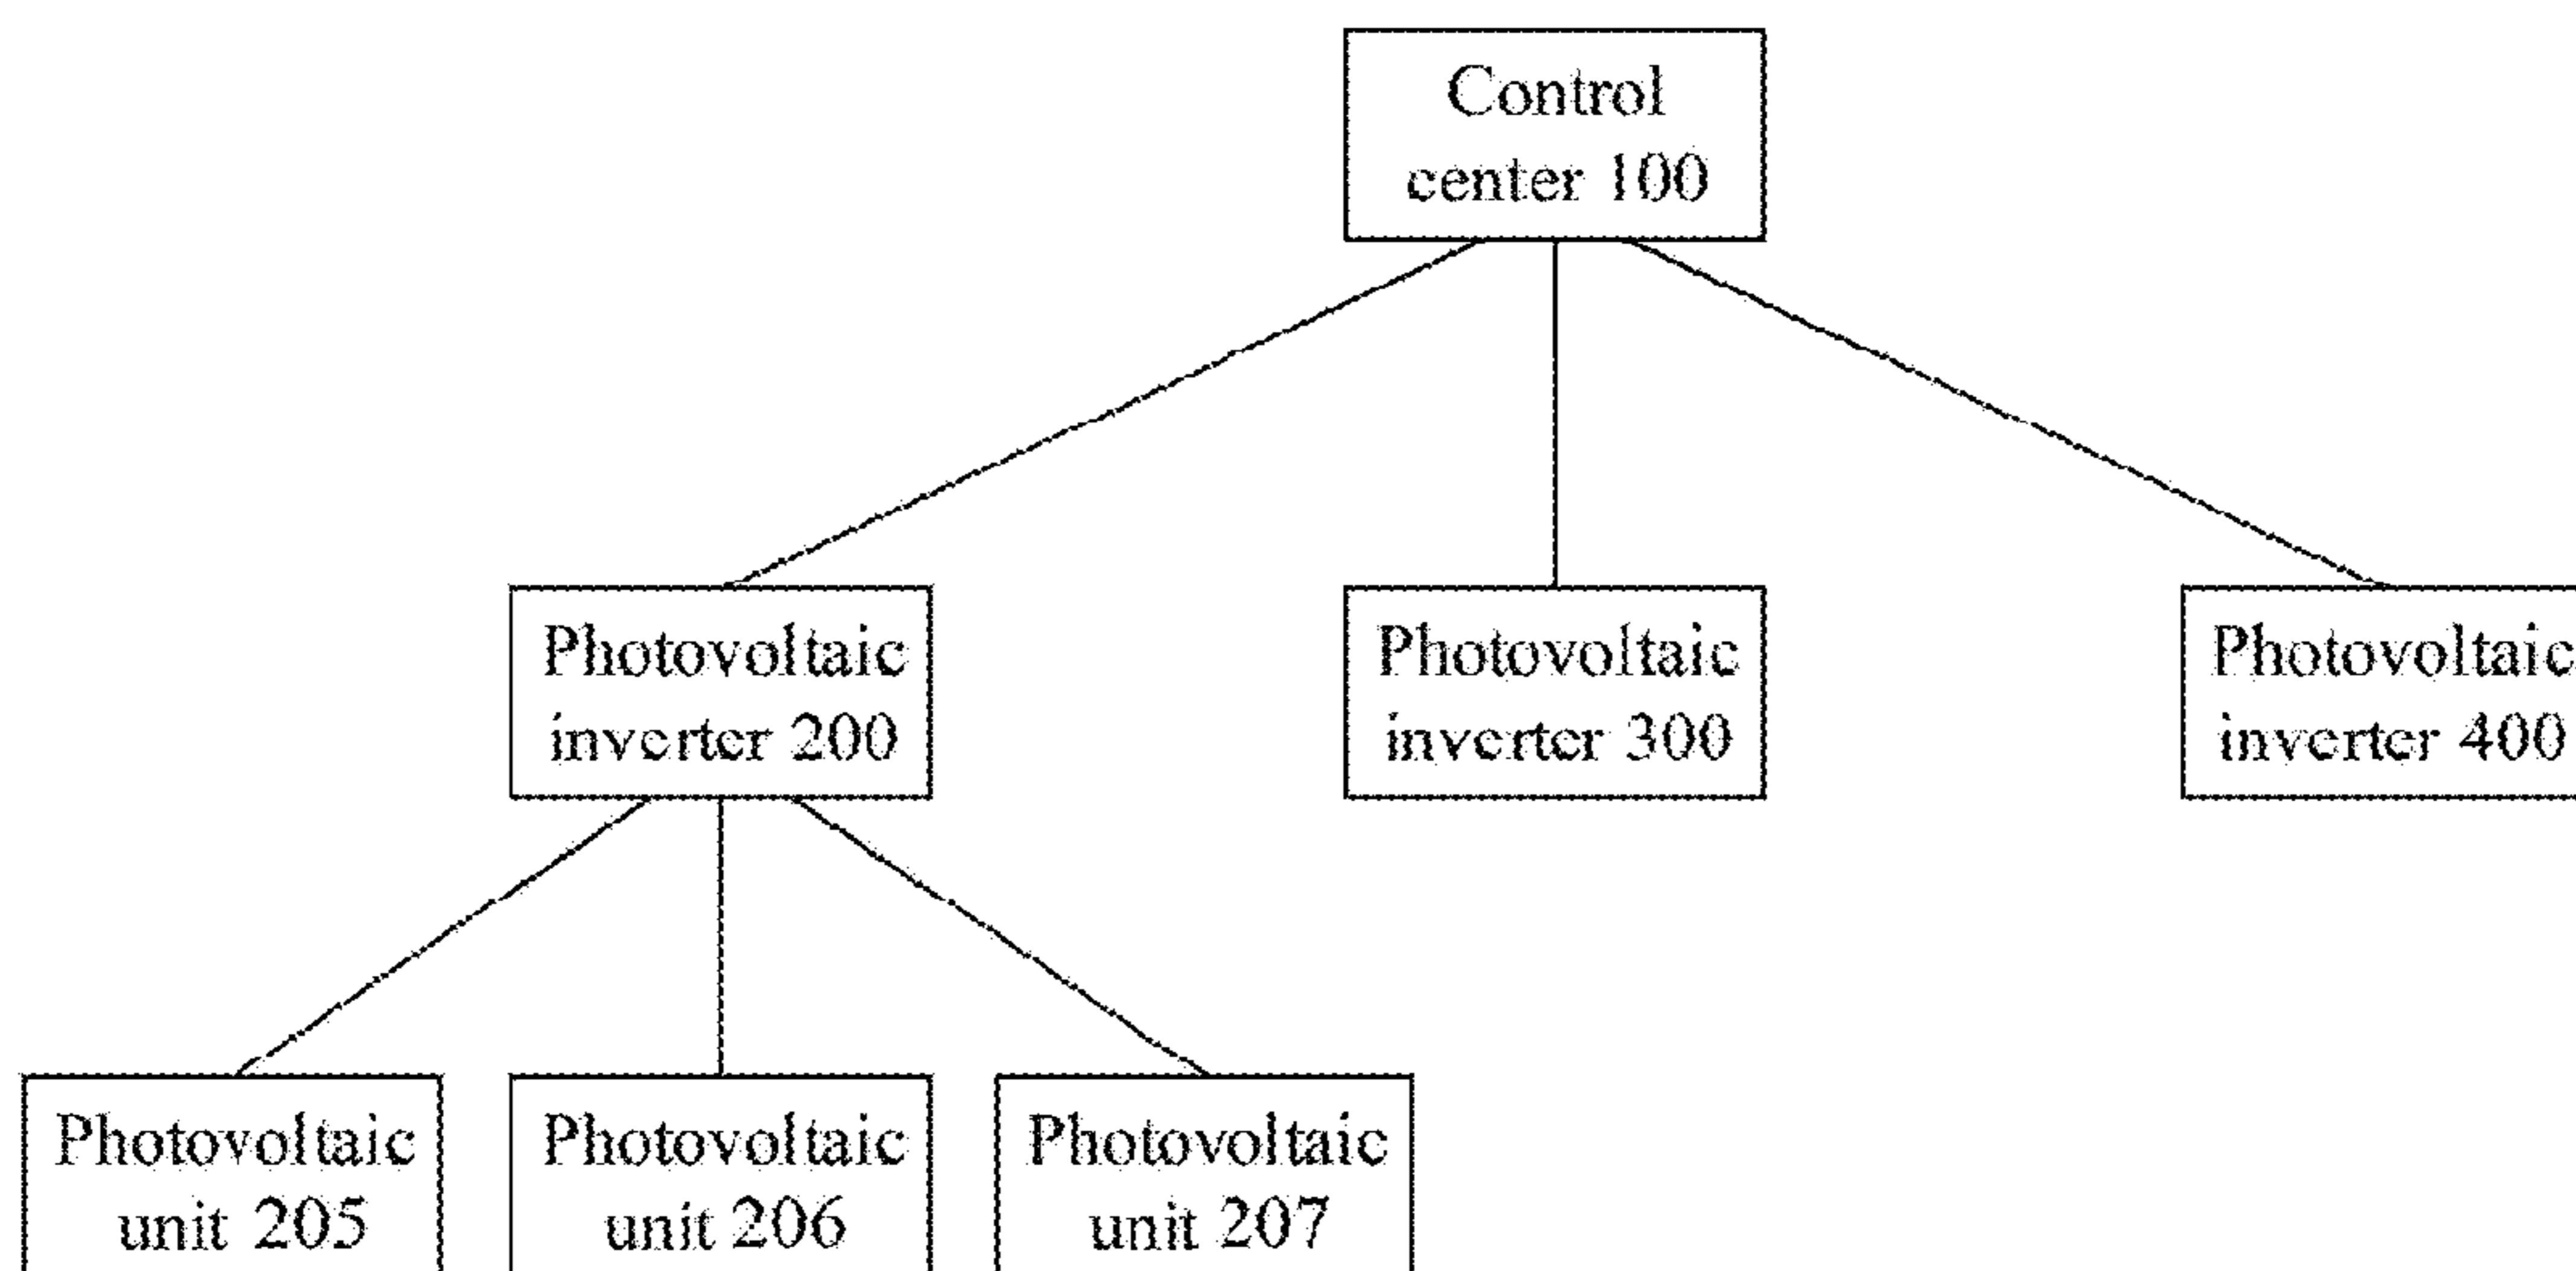 Control
center 100
Photovoltaic
inverter 200
Photovoltaic
inverter 300
Photovoltaic
inverter 400
Photovoltaic
unit 205
Photovoltaic
unit 206
Photovoltaic
unit 207